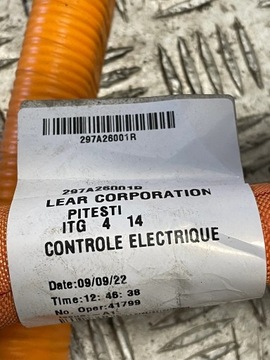 297A26001R
297A26001R
LEAR CORPORATION
PITESTI
ITG 4 14
CONTROLE ELECTRIQUE
Date:09/09/22
Time:12:46:38
No. Oper:41799